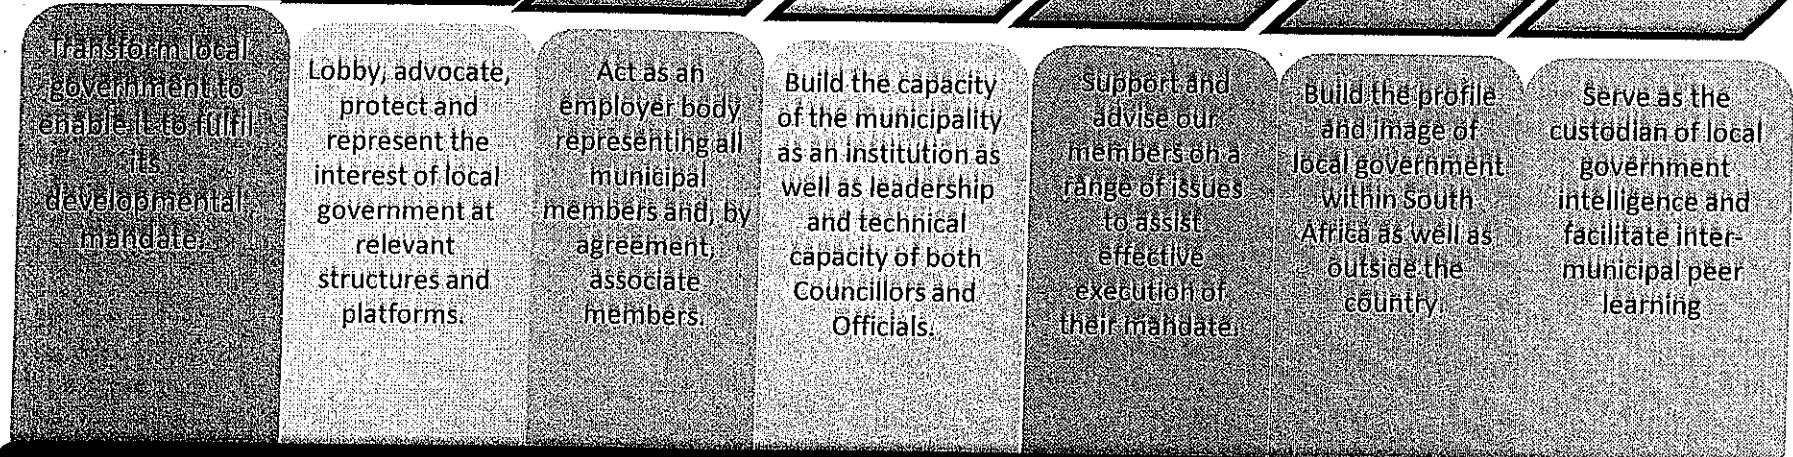 Transform local
government to
enable it to fulfil
its
developmental
mandate.
Lobby, advocate,
protect and
represent the
interest of local
government at
relevant
structures and
platforms.
Act as an
employer body
representing all
municipal
members and, by
agreement,
associate
members.
Build the capacity
of the municipality
as an institution as
well as leadership
and technical
capacity of both
Councillors and
Officials.
Support and
advise our
members on a
range of issues
to assist
effective
execution of
their mandate.
Build the profile
and image of
local government
within South
Africa as well as
outside the
country.
Serve as the
custodian of local
government
intelligence and
facilitate inter-
municipal peer
learning